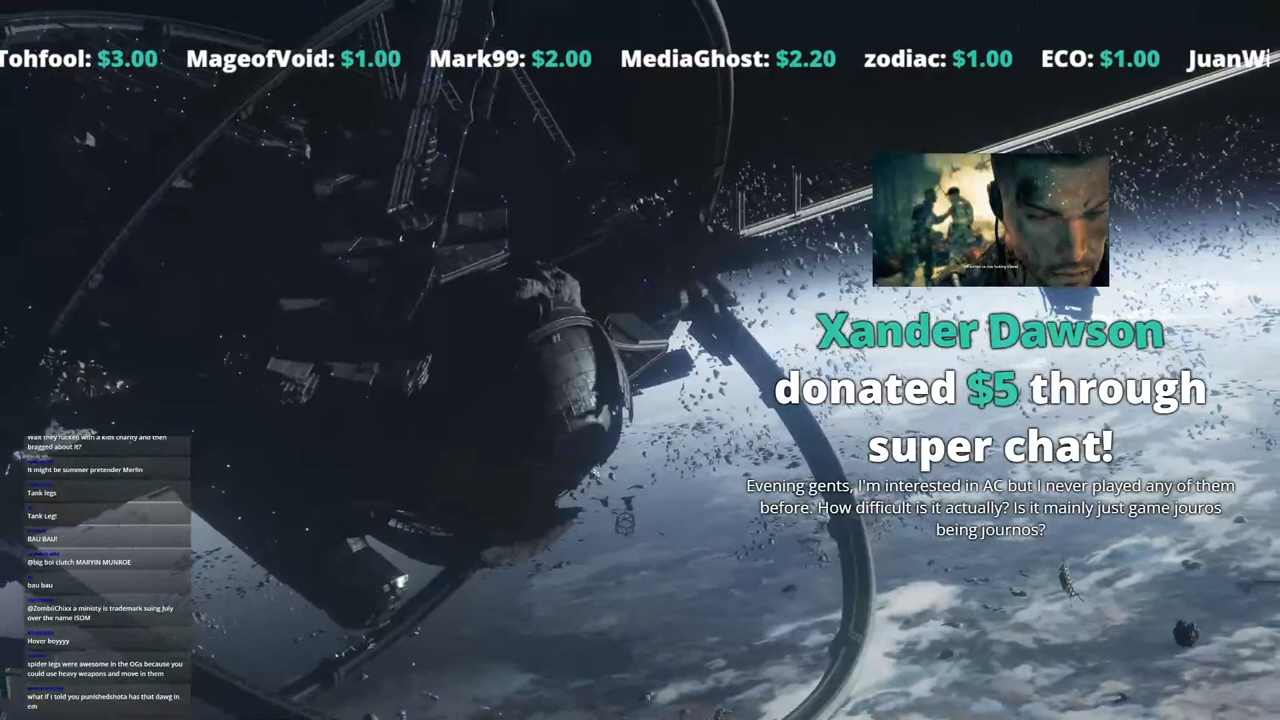 Tohfool: $3.00 MageofVoid: $1.00 Mark99: $2.00 MediaGhost: $2.20 zodiac: $1.00 ECO: $1.00 JuanWi
Xander Dawson
donated $5 through
super chat!
Evening gents, I'm interested in AC but I never played any of them
before. How difficult is it actually? Is it mainly just game jouros
being journos?
Wait they fucked with a kids charity and then
bragged about it?
It might be summer pretender Merlin
Tank legs
Tank Leg!
BAU BAU!
@big boi clutch MARYIN MUNROE
bau bau
@ZombiiChixx a ministy is trademark suing July
over the name ISOM
Hover boyyyy
spider legs were awesome in the OGs because you
could use heavy weapons and move in them
what if i told you punishedshota has that dawg in
em